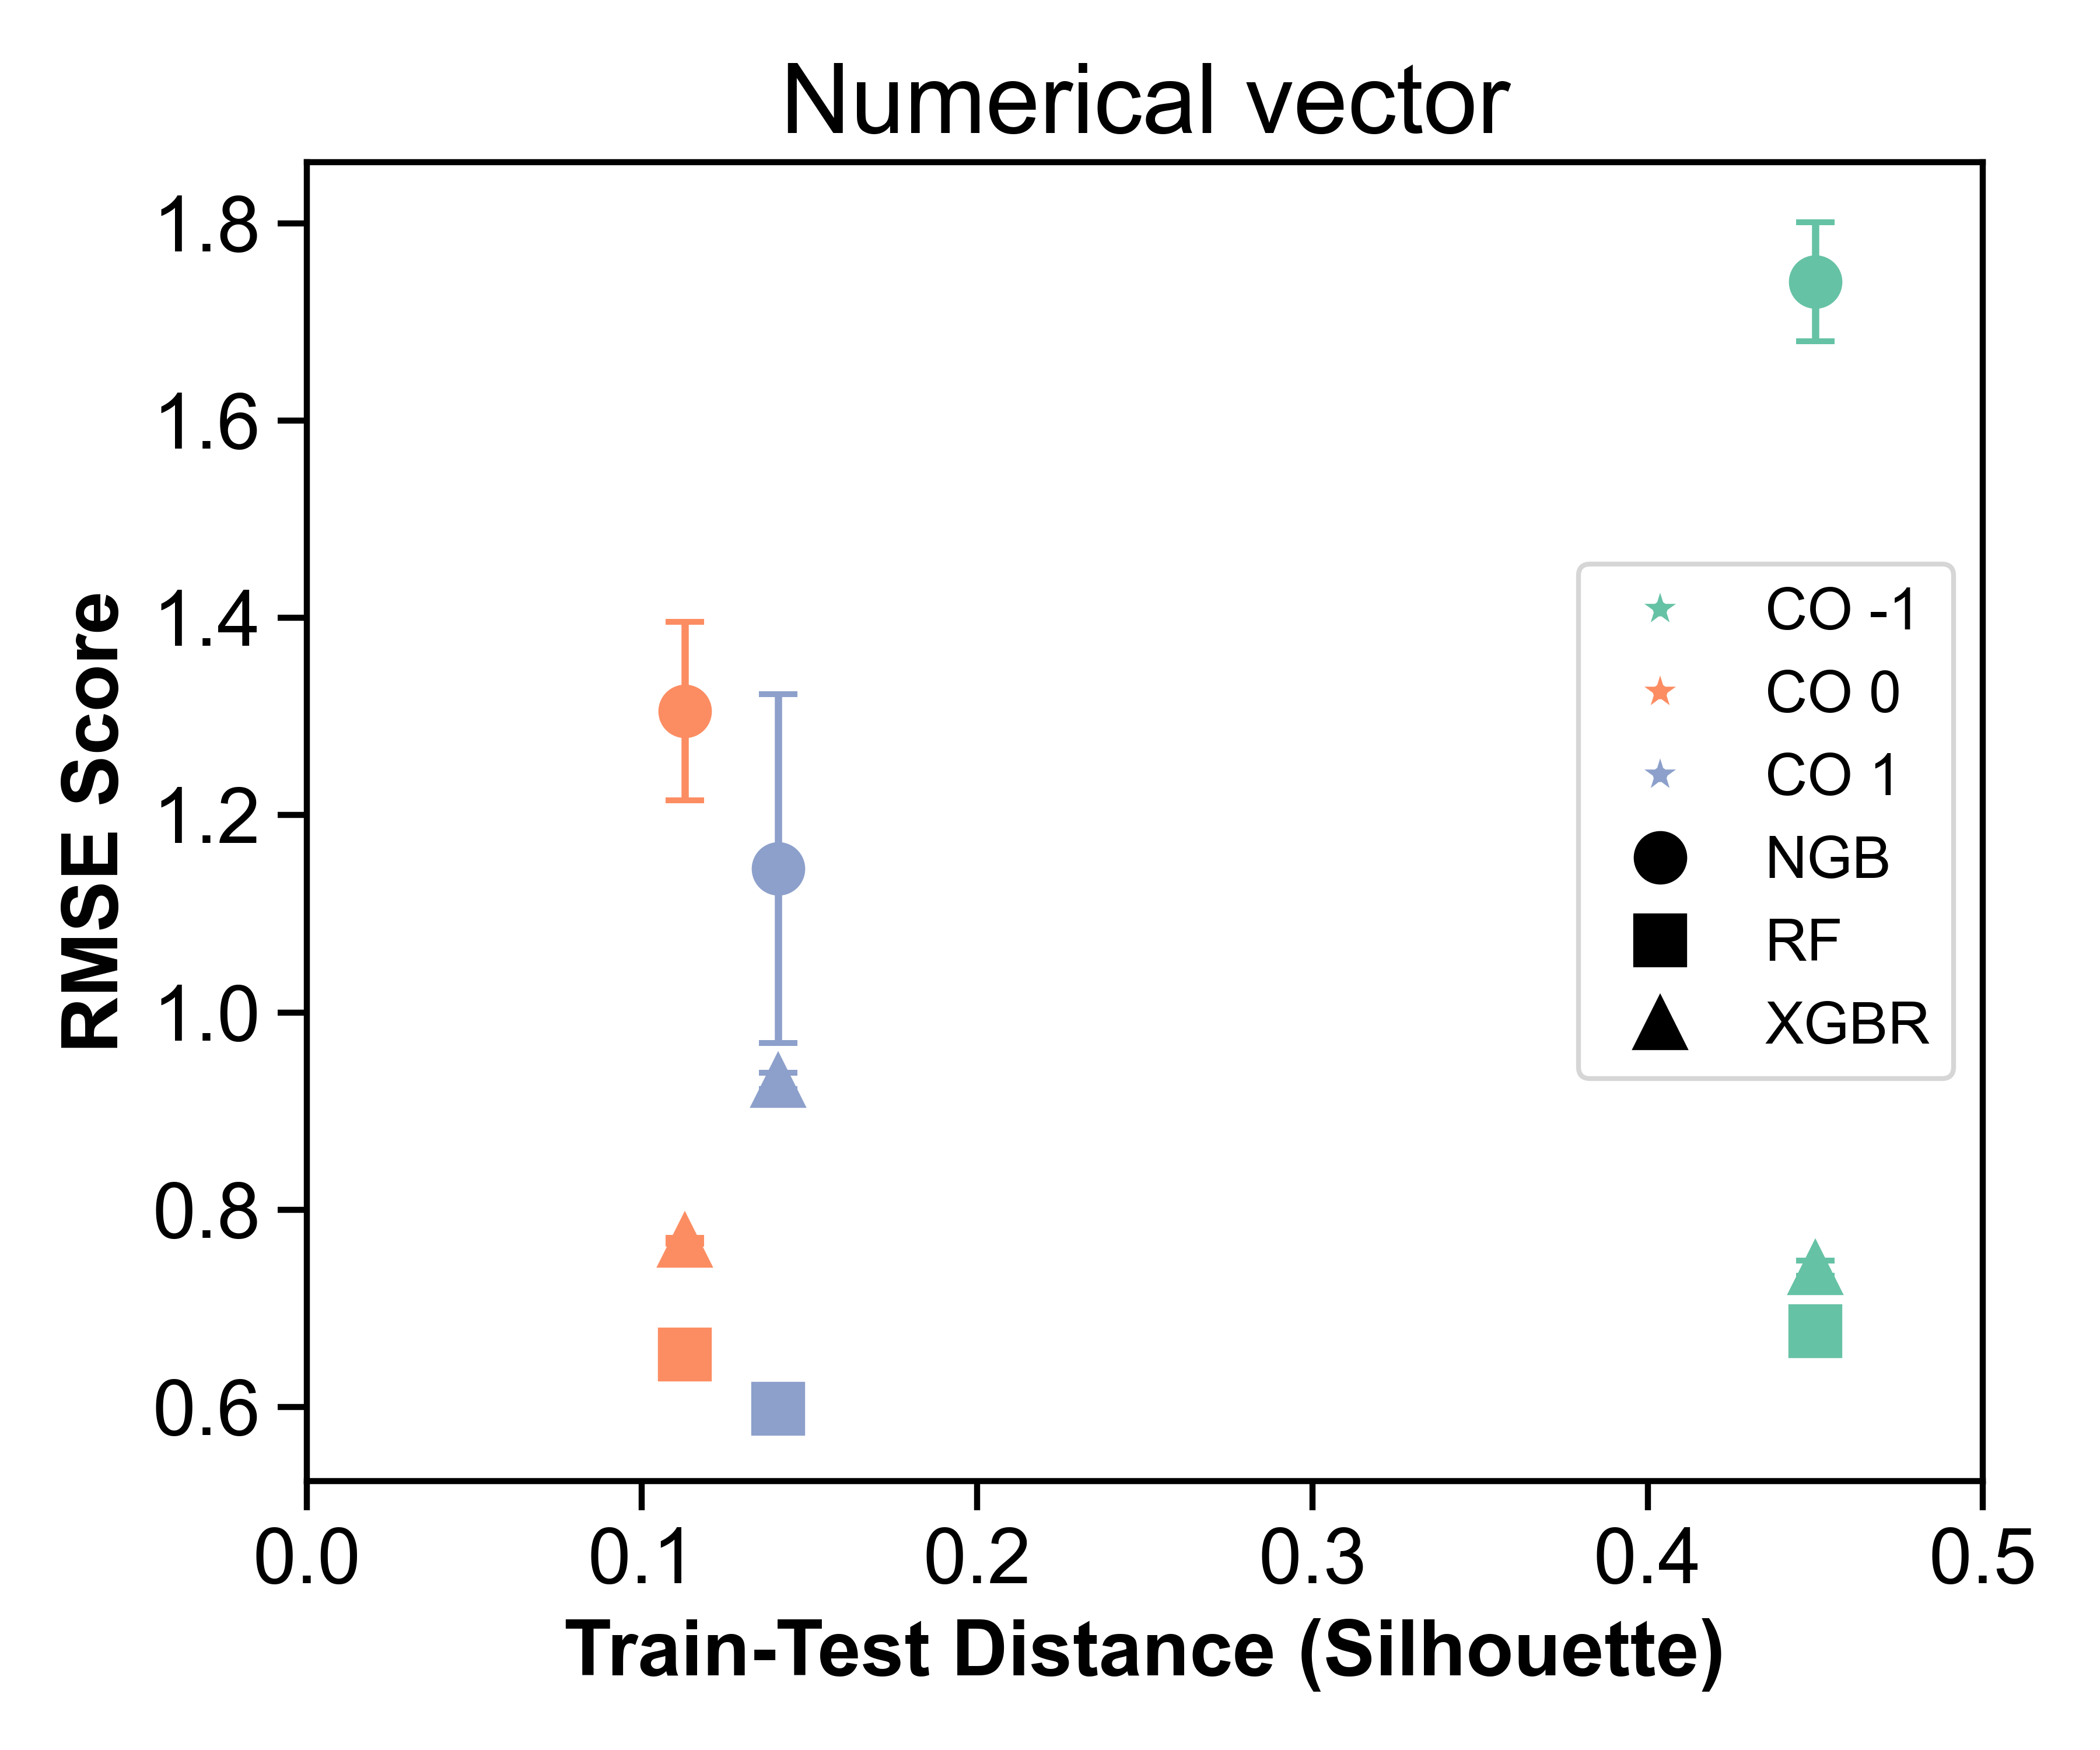 Numerical vector
RMSE Score
1.8
1.6
1.4
1.2
1.0
0.8
0.6
CO -1
CO 0
CO 1
NGB
RF
XGBR
0.0 0.1 0.2 0.3 0.4 0.5
Train-Test Distance (Silhouette)